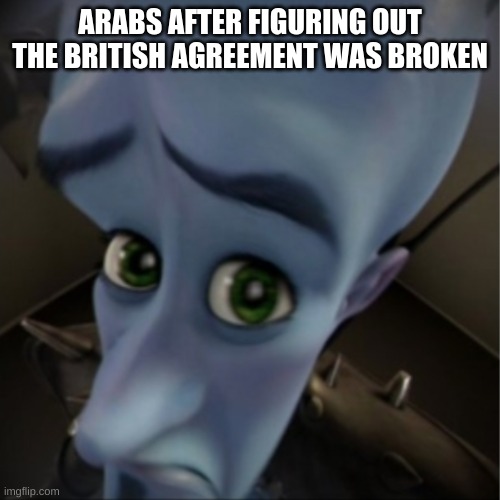 ARABS AFTER FIGURING OUT
THE BRITISH AGREEMENT WAS BROKEN
imgflip.com